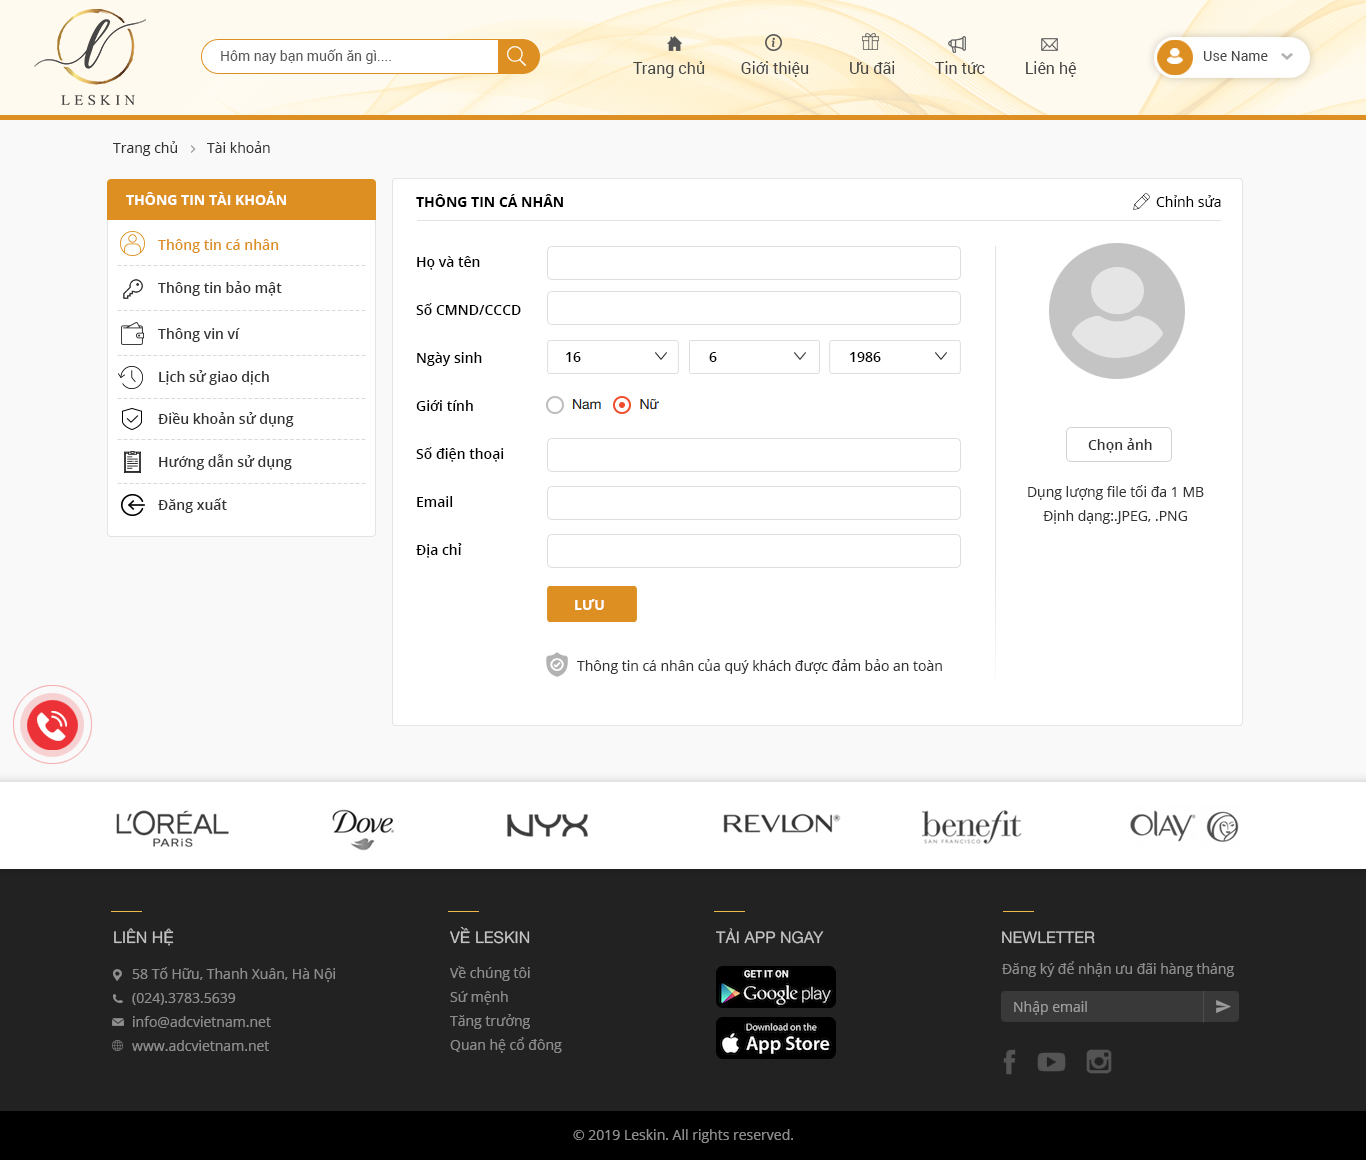 LESKIN
Hôm nay bạn muốn ăn gì....
Trang chủ
Giới thiệu
Ưu đãi
Tin tức
Liên hệ
Use Name
Trang chủ > Tài khoản
THÔNG TIN TÀI KHOẢN
Thông tin cá nhân
Thông tin bảo mật
Thông vin ví
Lịch sử giao dịch
Điều khoản sử dụng
Hướng dẫn sử dụng
Đăng xuất
THÔNG TIN CÁ NHÂN
Chỉnh sửa
Họ và tên
Số CMND/CCCD
Ngày sinh
16
6
1986
Giới tính
Nam
Nữ
Số điện thoại
Email
Địa chỉ
LƯU
Thông tin cá nhân của quý khách được đảm bảo an toàn
Chọn ảnh
Dụng lượng file tối đa 1 MB
Định dạng:.JPEG, .PNG
L'ORÉAL
PARIS
Dove
NYX
REVLON®
benefit
SAN FRANCISCO
OLAY
LIÊN HỆ
58 Tố Hữu, Thanh Xuân, Hà Nội
(024).3783.5639
info@adcvietnam.net
www.adcvietnam.net
VỀ LESKIN
Về chúng tôi
Sứ mệnh
Tăng trưởng
Quan hệ cổ đông
TẢI APP NGAY
GET IT ON
Google play
Download on the
App Store
NEWLETTER
Đăng ký để nhận ưu đãi hàng tháng
Nhập email
© 2019 Leskin. All rights reserved.